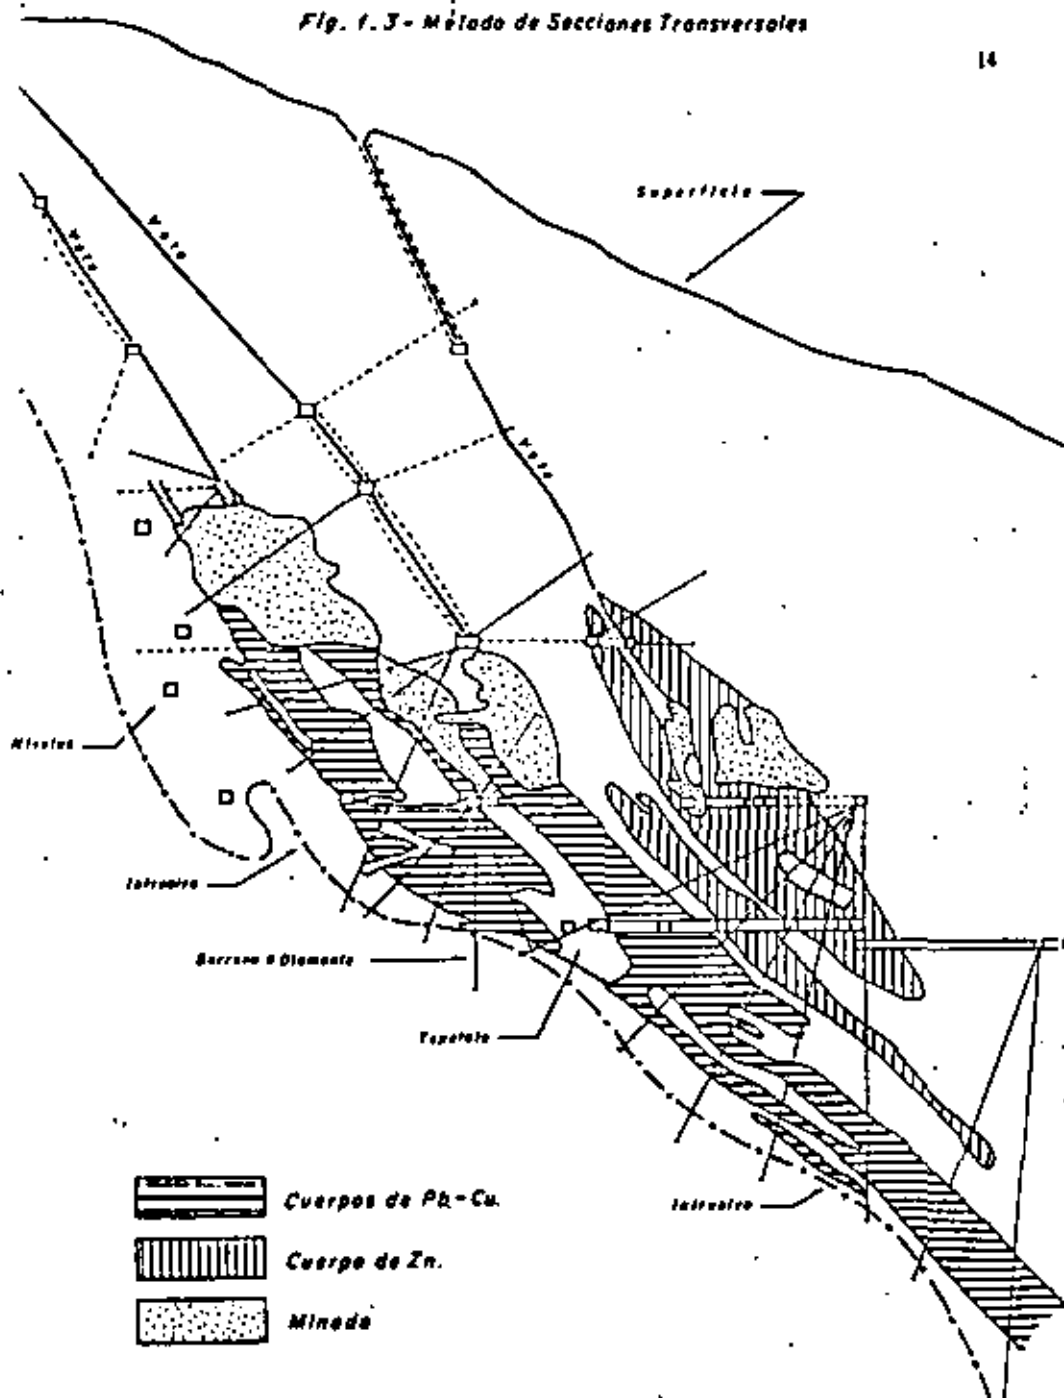 Fig. 1.3- Método de Secciones Transversales
14
Superficie
Veta
Veta
Veta
Niveles
Intrusivo
Barreno a Diamante
Tepetate
Intrusivo
Cuerpos de Pb-Cu.
Cuerpo de Zn.
Minado